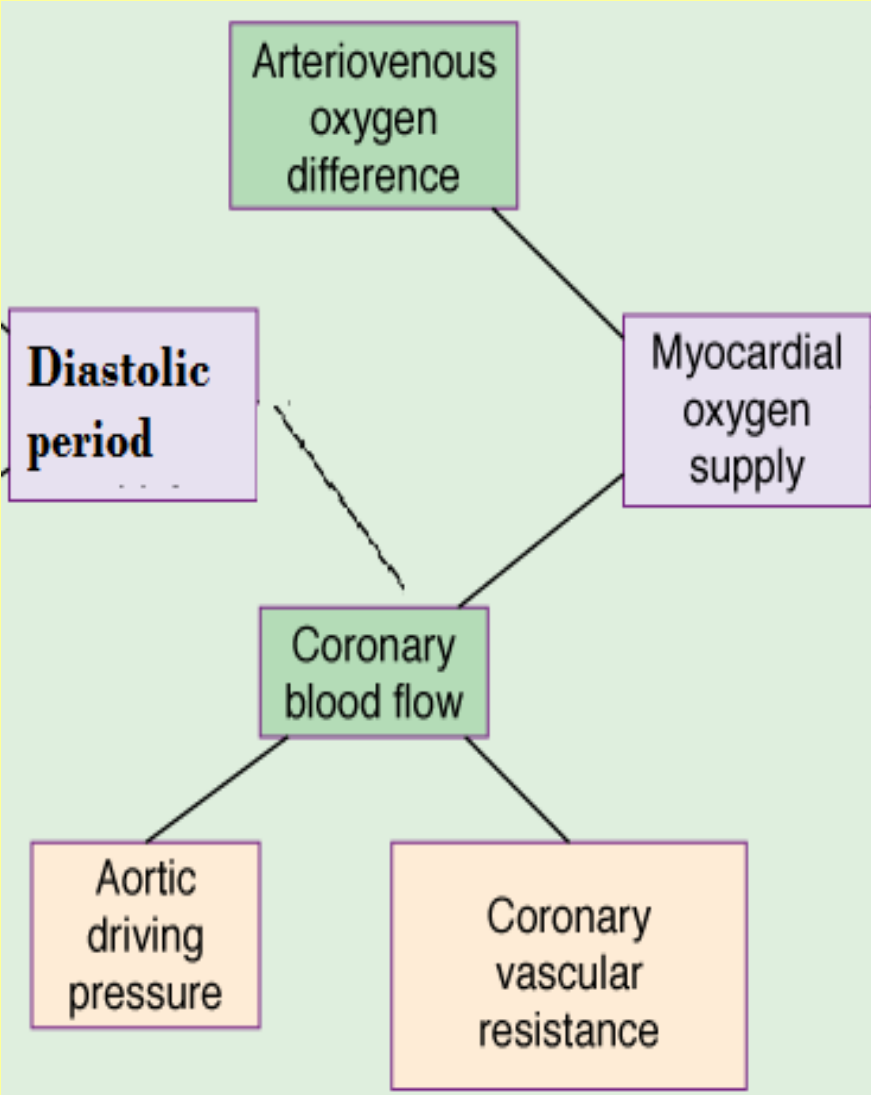 Arteriovenous
oxygen
difference
Diastolic
period
Myocardial
oxygen
supply
Coronary
blood flow
Aortic
driving
pressure
Coronary
vascular
resistance